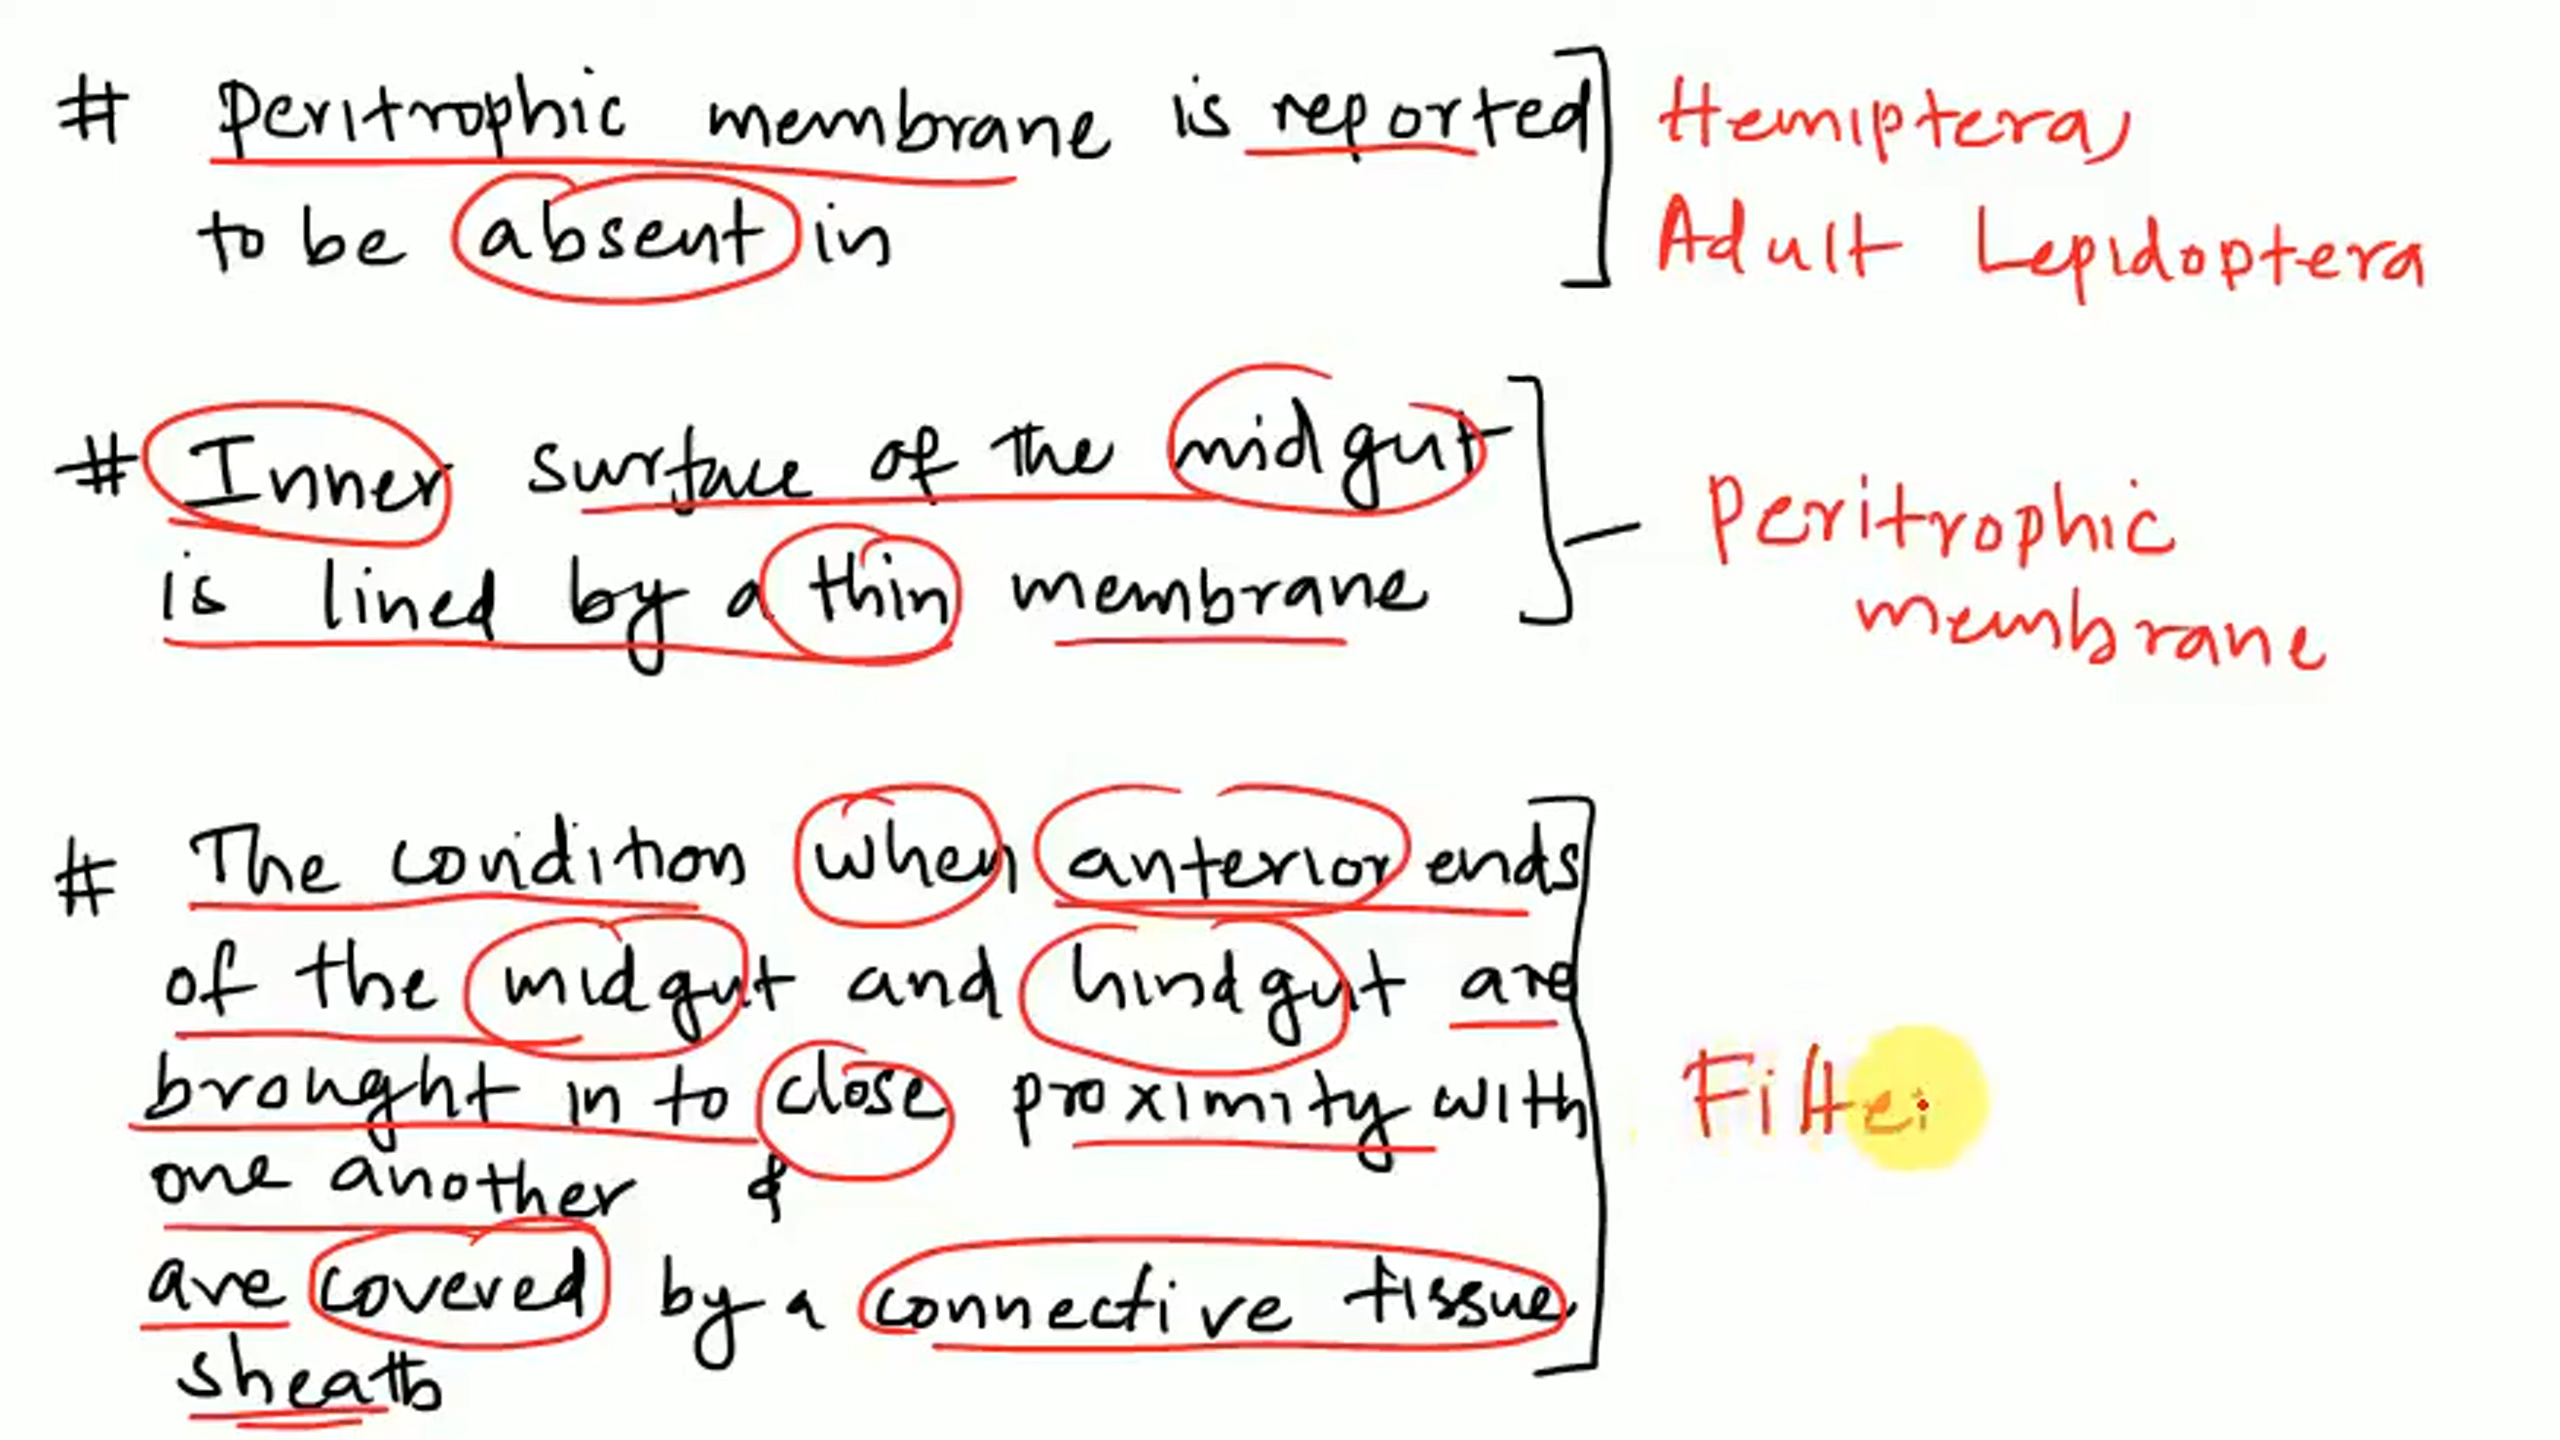 # Peritrophic membrane is reported
to be absent in
Hemiptera,
Adult Lepidoptera
# Inner surface of the midgut
is lined by a thin membrane
Peritrophic
membrane
# The condition when anterior ends
of the midgut and hindgut are
brought in to close proximity with
one another &
are covered by a connective tissue
sheath